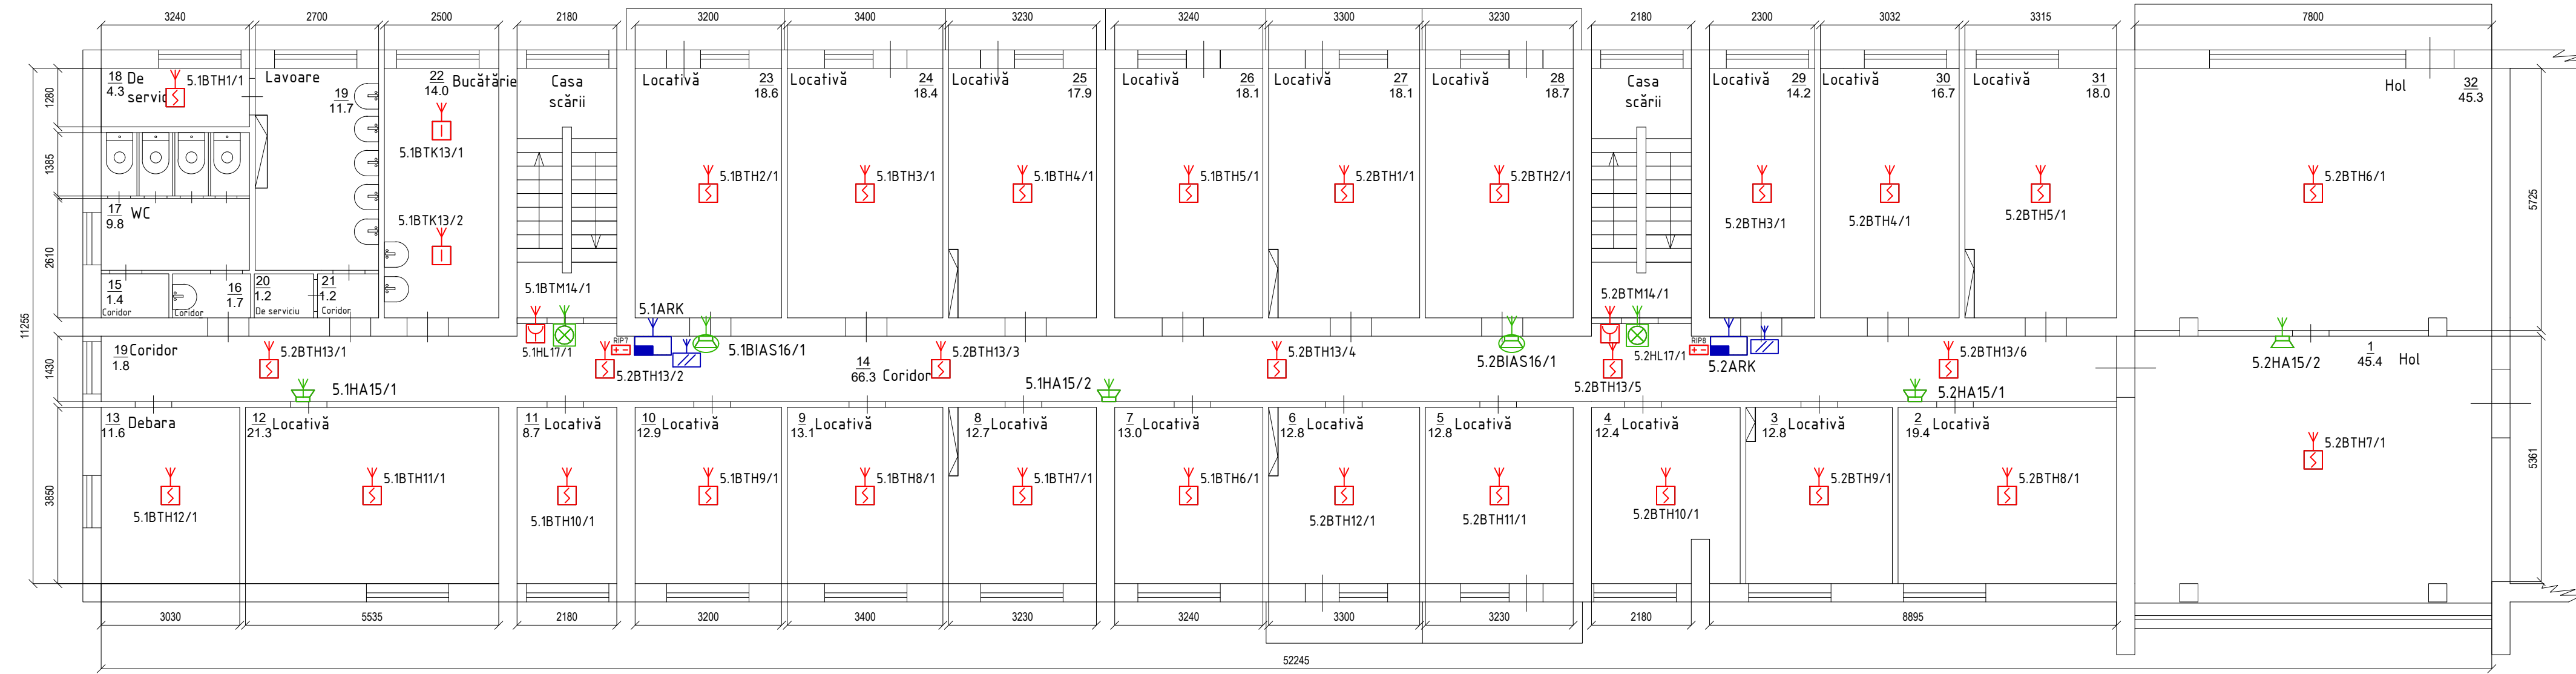 3240 2700 2500 2180 3200 3400 3230 3240 3300 3230 2180 2300 3032 3315 7800
18 De servic
4.3
5.1BTH1/1
Lavoare
19
11.7
22 Bucătărie
14.0
Casa
scării
Locativă 23
18.6
Locativă 24
18.4
Locativă 25
17.9
Locativă 26
18.1
Locativă 27
18.1
Locativă 28
18.7
Casa
scării
Locativă 29
14.2
Locativă 30
16.7
Locativă 31
18.0
Hol 32
45.3
1280
1385
2610
11255
1430
3850
5725
5361
5.1BTK13/1
5.1BTK13/2
5.1BTH2/1 5.1BTH3/1 5.1BTH4/1 5.1BTH5/1 5.2BTH1/1 5.2BTH2/1
5.2BTH3/1 5.2BTH4/1 5.2BTH5/1 5.2BTH6/1
17 WC
9.8
15
1.4
Coridor
16
1.7
Coridor
20
1.2
De serviciu
21
1.2
Coridor
5.1BTM14/1
5.1HL17/1
RIP7
5.1ARK
5.1BIAS16/1
5.2BTM14/1
5.2HL17/1
RIP8
5.2ARK
5.2BIAS16/1
19 Coridor
1.8
5.2BTH13/1
5.2BTH13/2
14
66.3 Coridor
5.2BTH13/3
5.2BTH13/4
5.2BTH13/5
5.2BTH13/6
5.1HA15/1
5.1HA15/2
5.2HA15/1
5.2HA15/2
1
45.4 Hol
13 Debara
11.6
12 Locativă
21.3
11 Locativă
8.7
10 Locativă
12.9
9 Locativă
13.1
8 Locativă
12.7
7 Locativă
13.0
6 Locativă
12.8
5 Locativă
12.8
4 Locativă
12.4
3 Locativă
12.8
2 Locativă
19.4
5.1BTH12/1 5.1BTH11/1 5.1BTH10/1 5.1BTH9/1 5.1BTH8/1 5.1BTH7/1 5.1BTH6/1 5.2BTH12/1 5.2BTH11/1 5.2BTH10/1 5.2BTH9/1 5.2BTH8/1 5.2BTH7/1
3030 5535 2180 3200 3400 3230 3240 3300 3230 2180 8895
52245